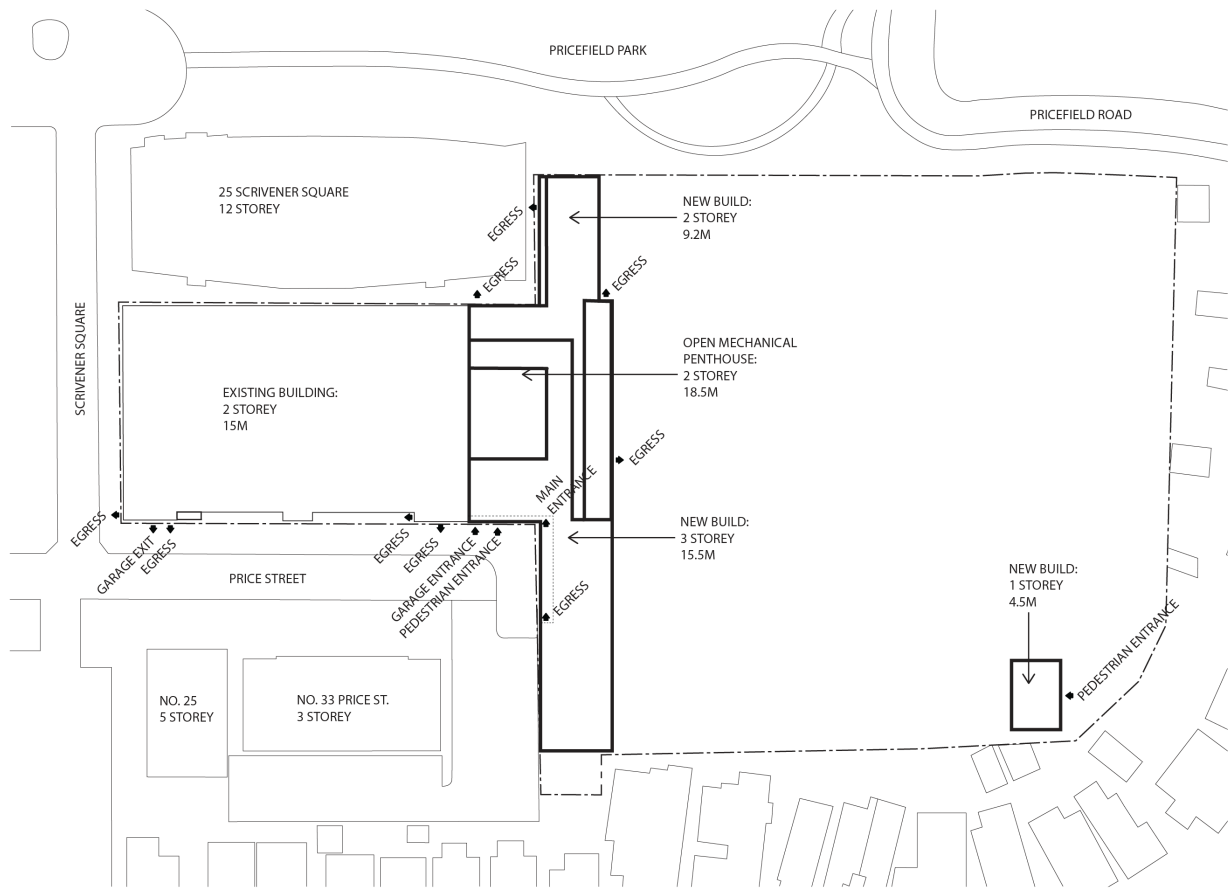 PRICEFIELD PARK
PRICEFIELD ROAD
25 SCRIVENER SQUARE
12 STOREY
EGRESS
NEW BUILD:
2 STOREY
9.2M
EGRESS
EGRESS
SCRIVENER SQUARE
EXISTING BUILDING:
2 STOREY
15M
OPEN MECHANICAL
PENTHOUSE:
2 STOREY
18.5M
EGRESS
MAIN
ENTRANCE
NEW BUILD:
3 STOREY
15.5M
EGRESS
GARAGE EXIT
EGRESS
EGRESS
EGRESS
GARAGE ENTRANCE
PEDESTRIAN ENTRANCE
EGRESS
PRICE STREET
NEW BUILD:
1 STOREY
4.5M
PEDESTRIAN ENTRANCE
NO. 25
5 STOREY
NO. 33 PRICE ST.
3 STOREY